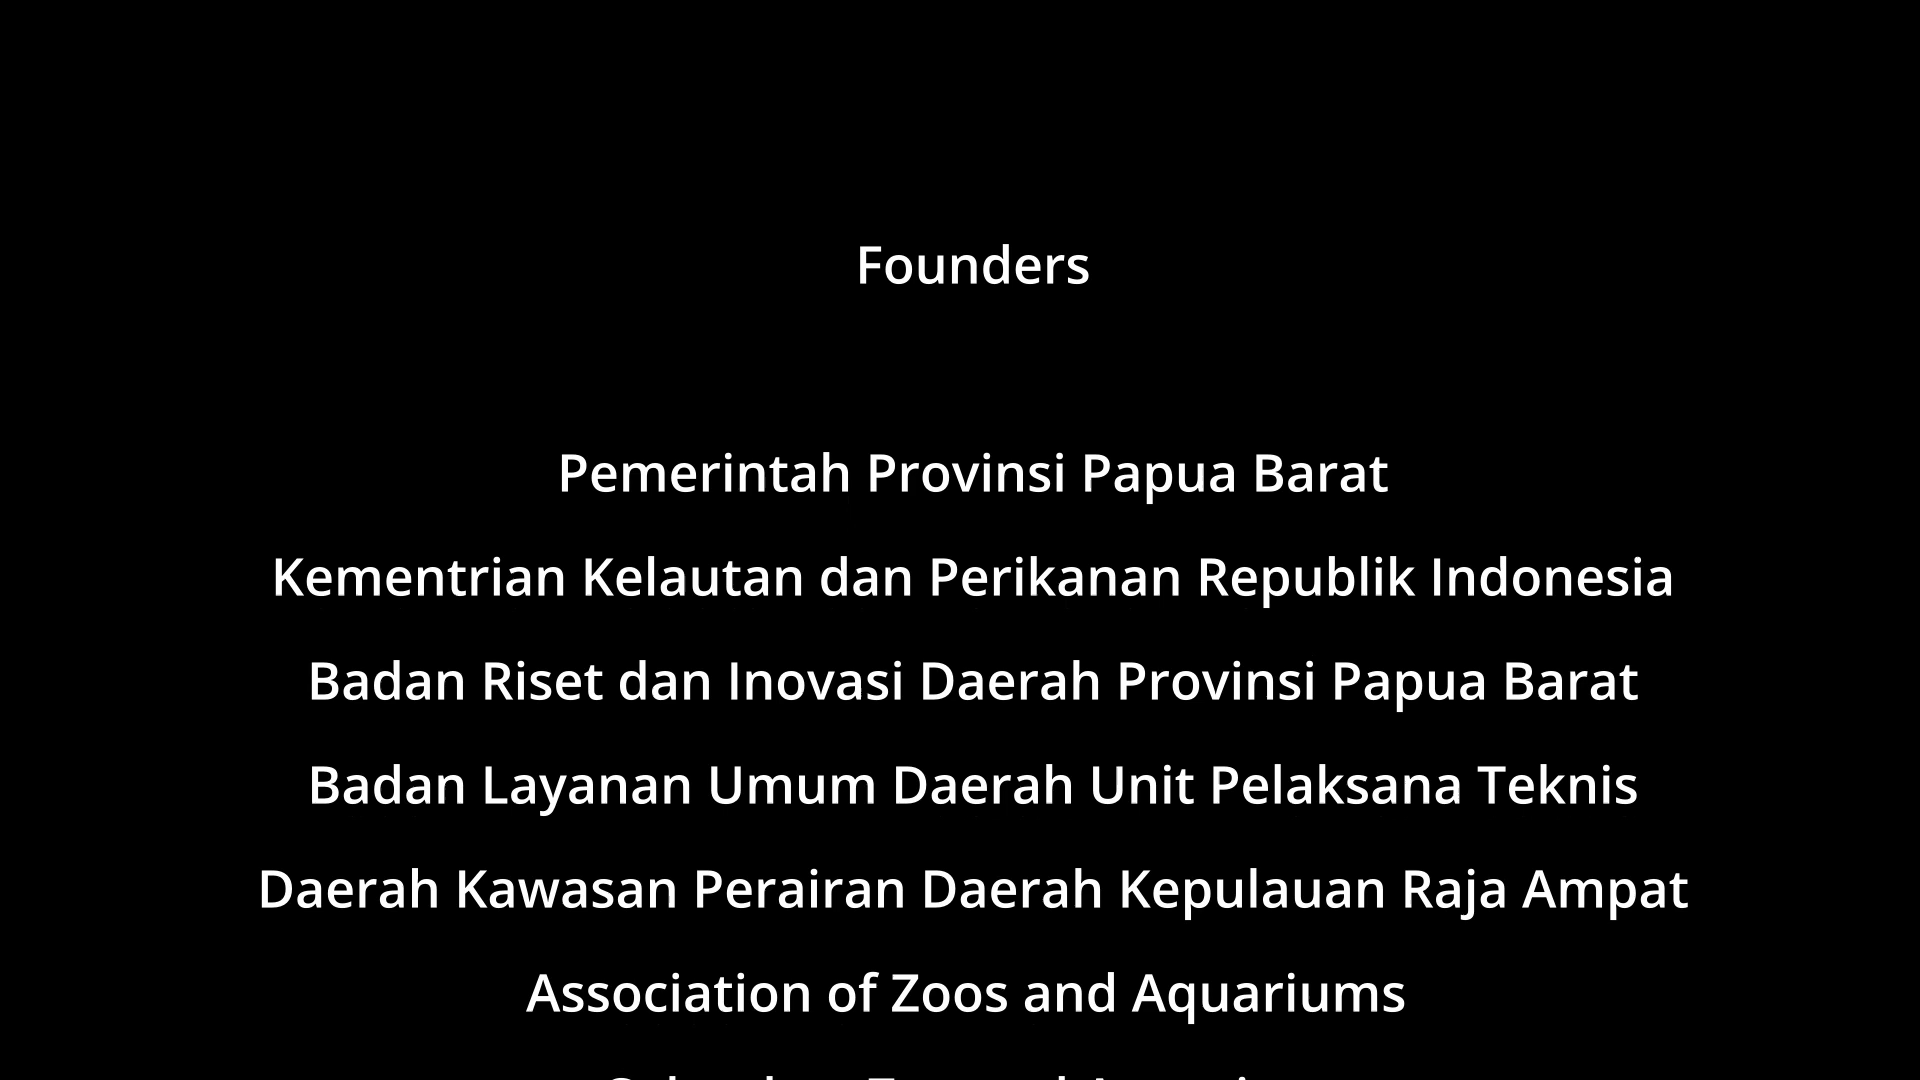 Founders
Pemerintah Provinsi Papua Barat
Kementrian Kelautan dan Perikanan Republik Indonesia
Badan Riset dan Inovasi Daerah Provinsi Papua Barat
Badan Layanan Umum Daerah Unit Pelaksana Teknis
Daerah Kawasan Perairan Daerah Kepulauan Raja Ampat
Association of Zoos and Aquariums